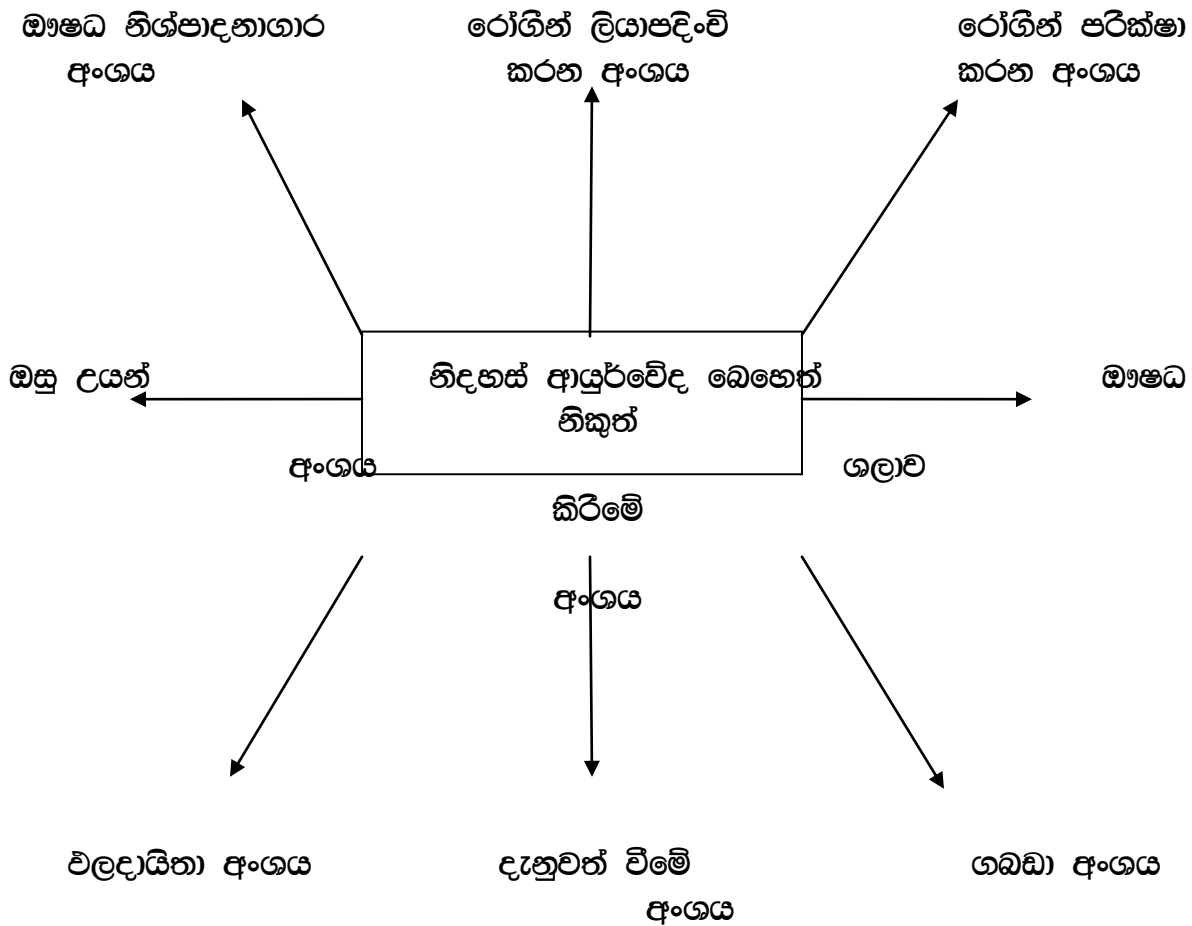 ඖෂධ නිශ්පාදනාගාර රෝගීන් ලියාපදිංචි රෝගීන් පරීක්ෂා
අංශය කරන අංශය කරන අංශය
ඔසු උයන් නිදහස් ආයුර්වේද බෙහෙත් ඖෂධ
නිකුත්
අංශය ශලාව
කිරීමේ
අංශය
ඵලදායිතා අංශය දැනුවත් වීමේ ගබඩා අංශය
අංශය